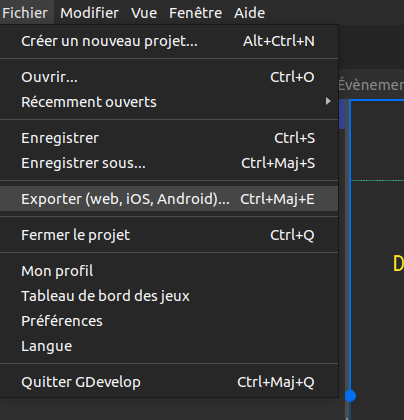 Fichier Modifier Vue Fenêtre Aide
Créer un nouveau projet... Alt+Ctrl+N
Ouvrir... Ctrl+O
Évènemen
Récemment ouverts
Enregistrer Ctrl+S
Enregistrer sous... Ctrl+Maj+S
Exporter (web, iOS, Android)... Ctrl+Maj+E
Fermer le projet Ctrl+Q
D
Mon profil
Tableau de bord des jeux
Préférences
Langue
Quitter GDevelop Ctrl+Maj+Q